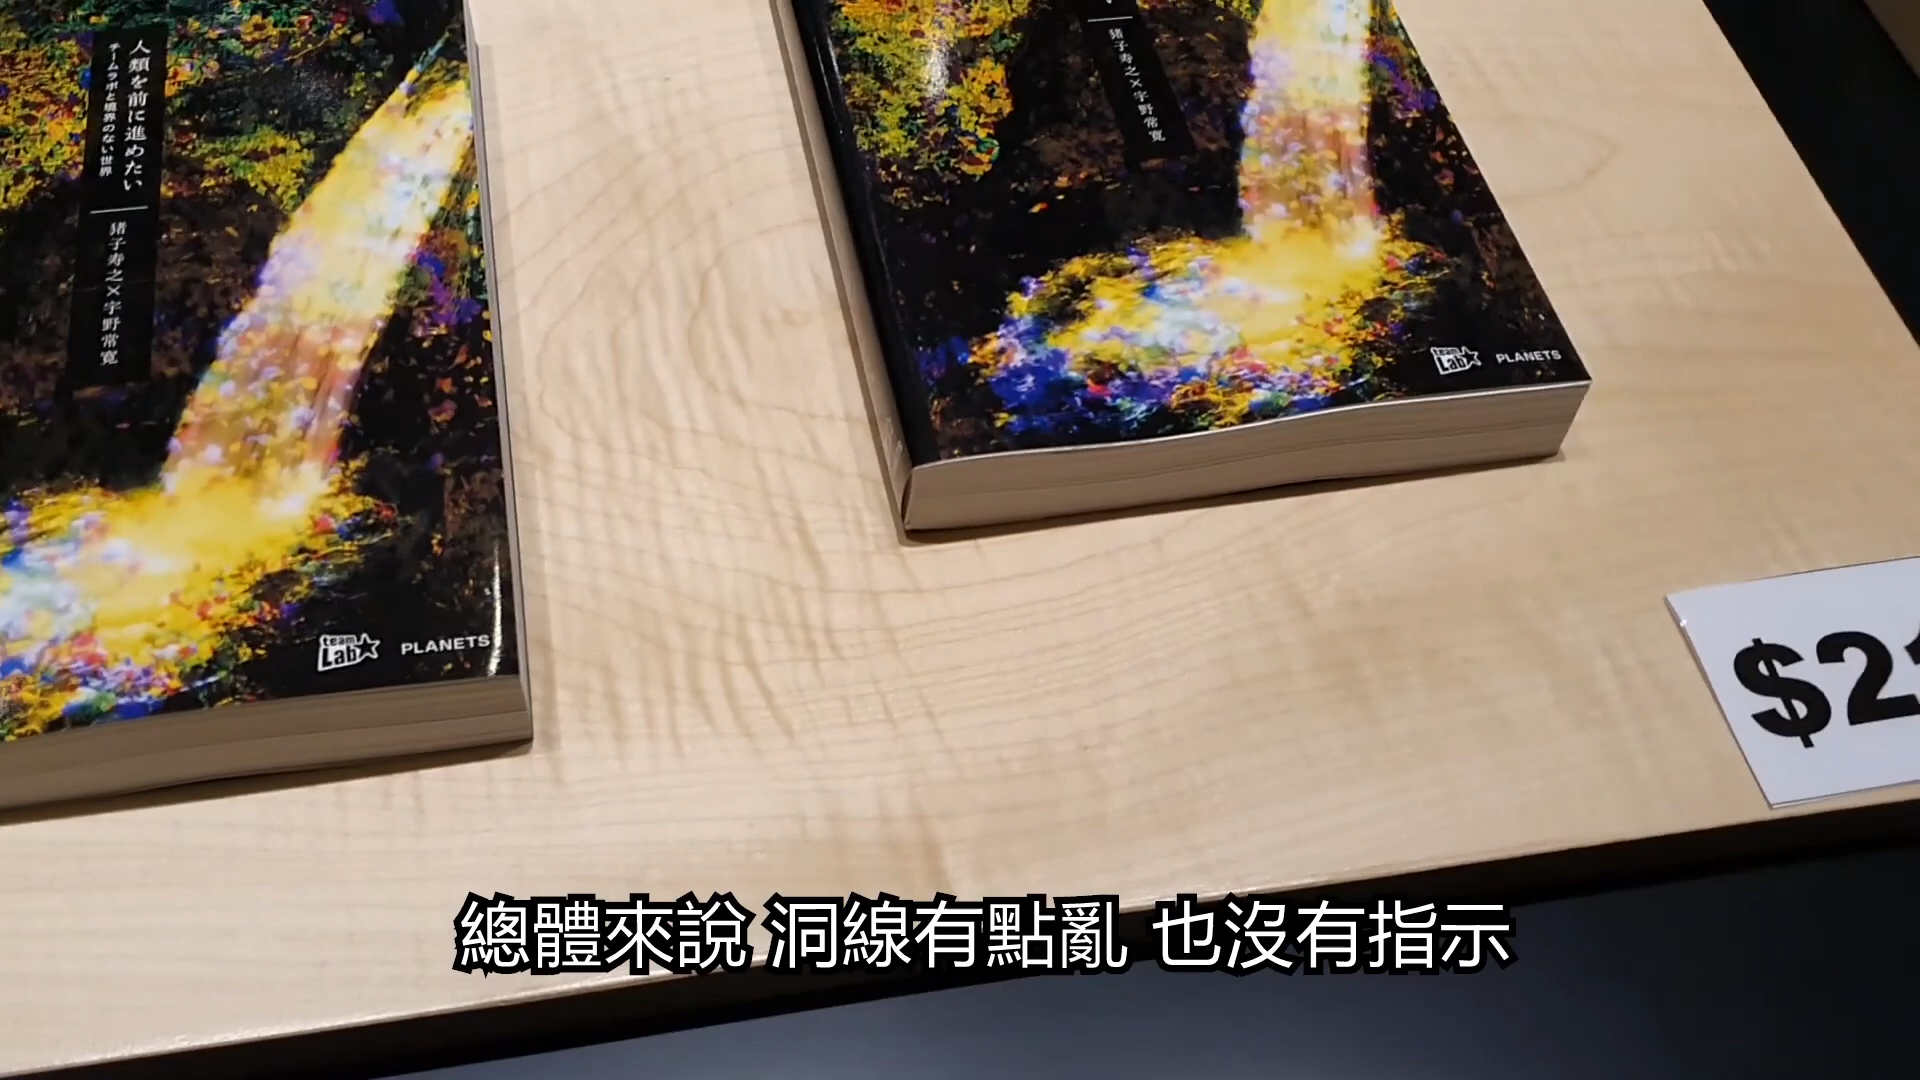 人類を前に進めたい
チームラボと境界のない世界
猪子寿之×宇野常寛
team
Lab
PLANETS
い
猪子寿之×宇野常寛
team
Lab
PLANETS
總體來說 洞線有點亂 也沒有指示